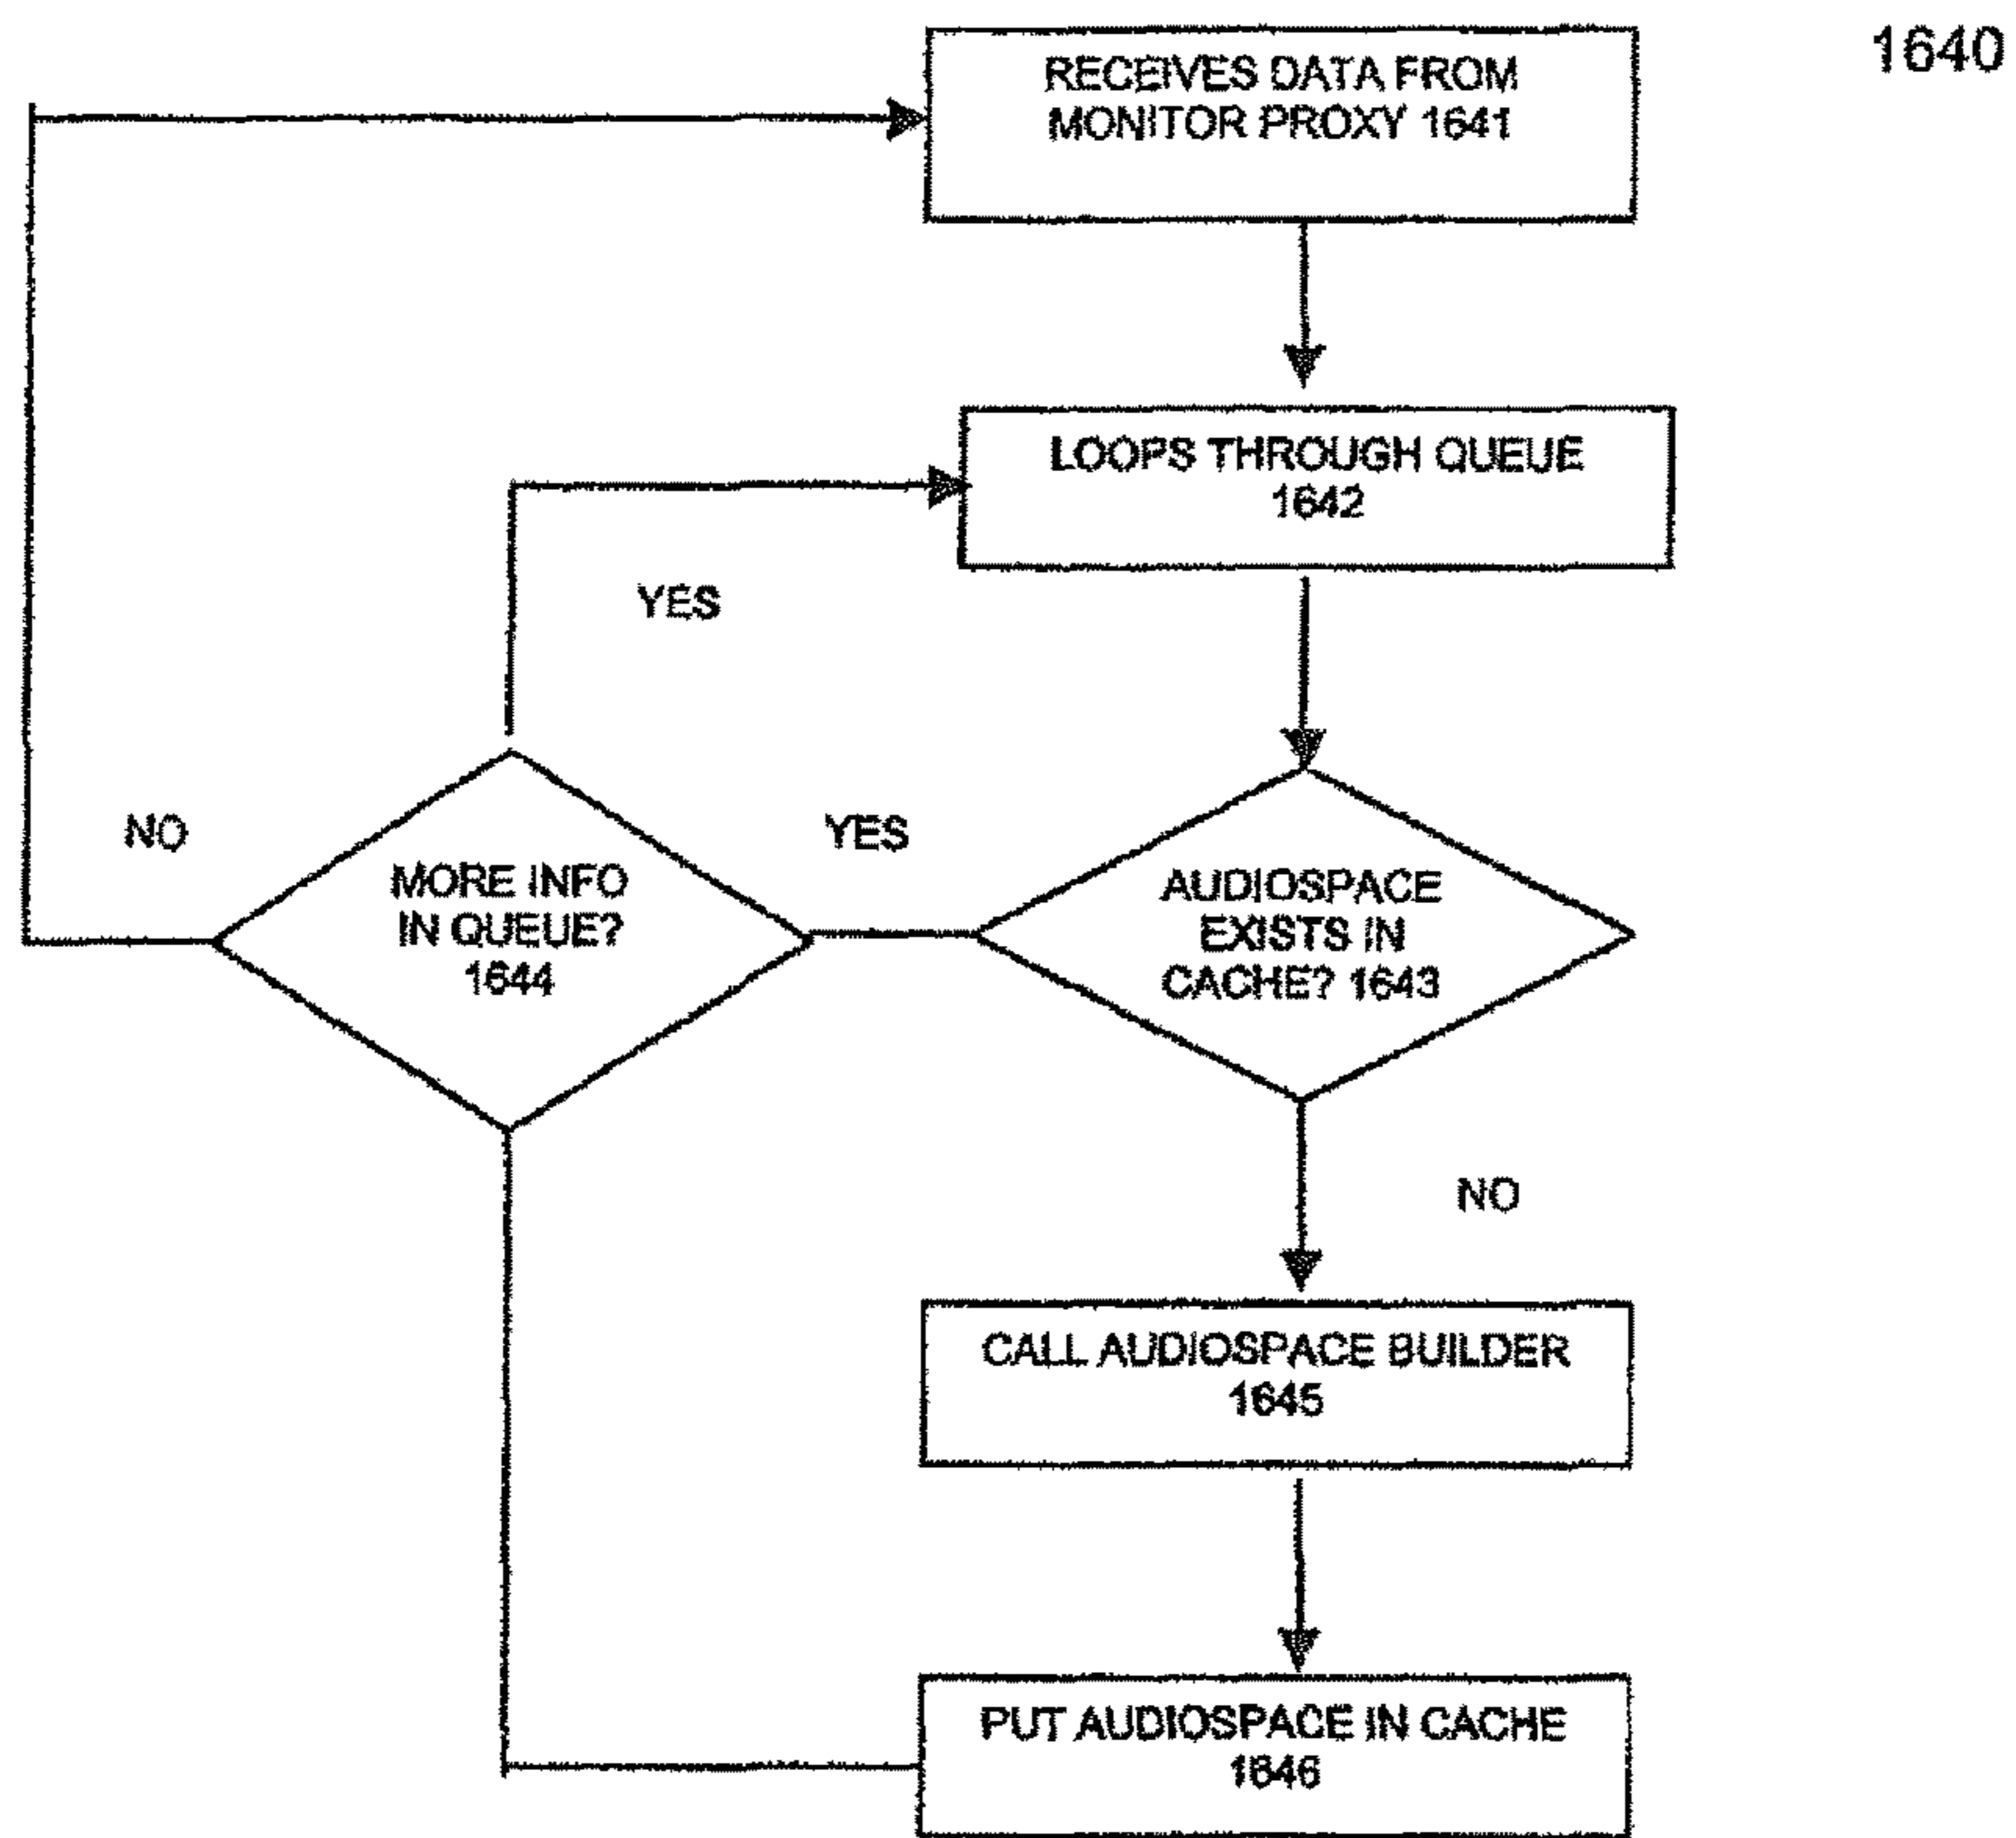 1640
RECEIVES DATA FROM
MONITOR PROXY 1641
LOOPS THROUGH QUEUE
1642
YES
NO
MORE INFO
IN QUEUE?
1644
YES
AUDIOSPACE
EXISTS IN
CACHE? 1643
NO
CALL AUDIOSPACE BUILDER
1645
PUT AUDIOSPACE IN CACHE
1646